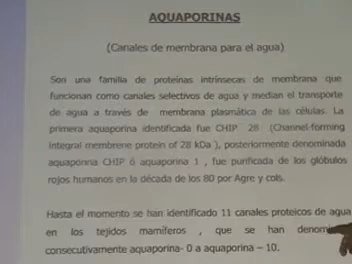 AQUAPORINAS
(Canales de membrana para el agua)
Son una familia de proteínas intrínsecas de membrana que
funcionan como canales selectivos de agua y median el transporte
de agua a través de membrana plasmática de las células. La
primera aquaporina identificada fue CHIP 28 (Channel-forming
integral membrene protein of 28 kDa ), posteriormente denominada
aquaporina CHIP ó aquaporina 1 , fue purificada de los glóbulos
rojos humanos en la década de los 80 por Agre y cols.
Hasta el momento se han identificado 11 canales proteicos de agua
en los tejidos mamíferos , que se han
consecutivamente aquaporina- 0 a aquaporina – 10.